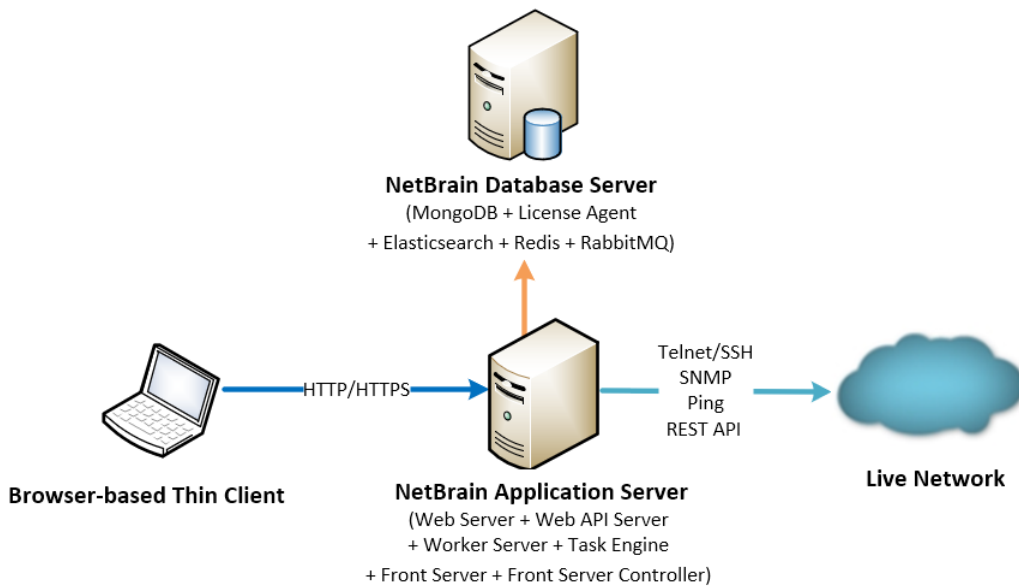 NetBrain Database Server
(MongoDB + License Agent
+ Elasticsearch + Redis + RabbitMQ)
HTTP/HTTPS
Telnet/SSH
SNMP
Ping
REST API
Browser-based Thin Client
NetBrain Application Server
(Web Server + Web API Server
+ Worker Server + Task Engine
+ Front Server + Front Server Controller)
Live Network